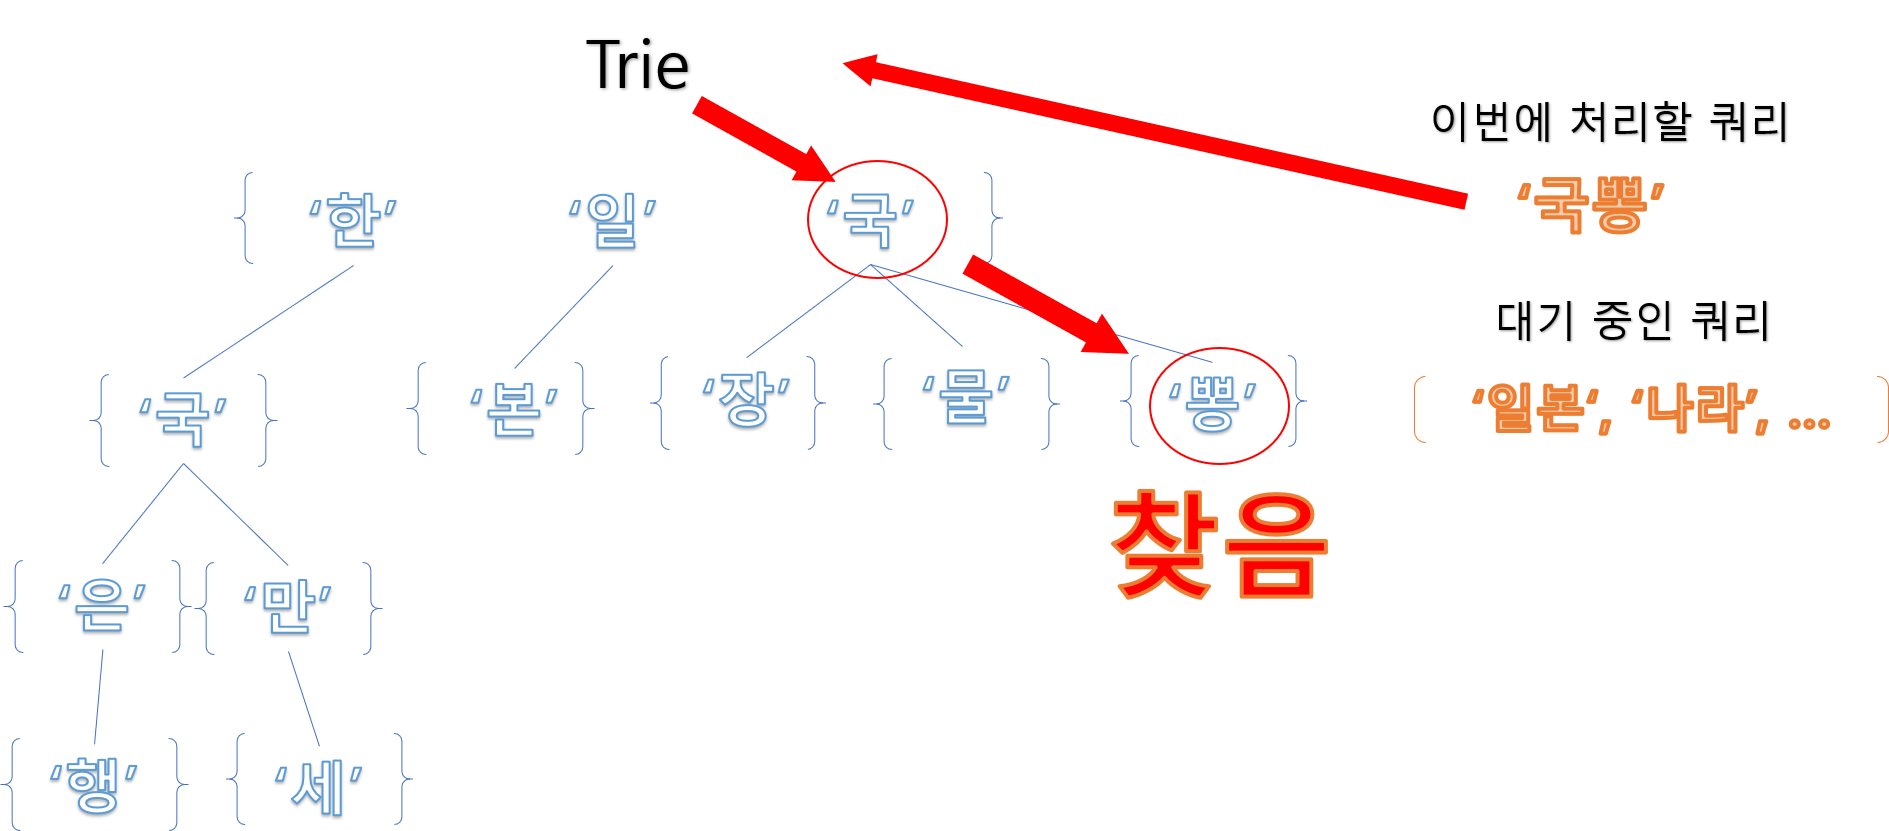 Trie
이번에 처리할 쿼리
‘국뽕’
‘한’ ‘일’ ‘국’
대기 중인 쿼리
‘국’ ‘본’ ‘장’ ‘물’ ‘뽕’
‘일본‘, ‘나라’, ...
찾음
‘은’ ‘만’
‘행’ ‘세’